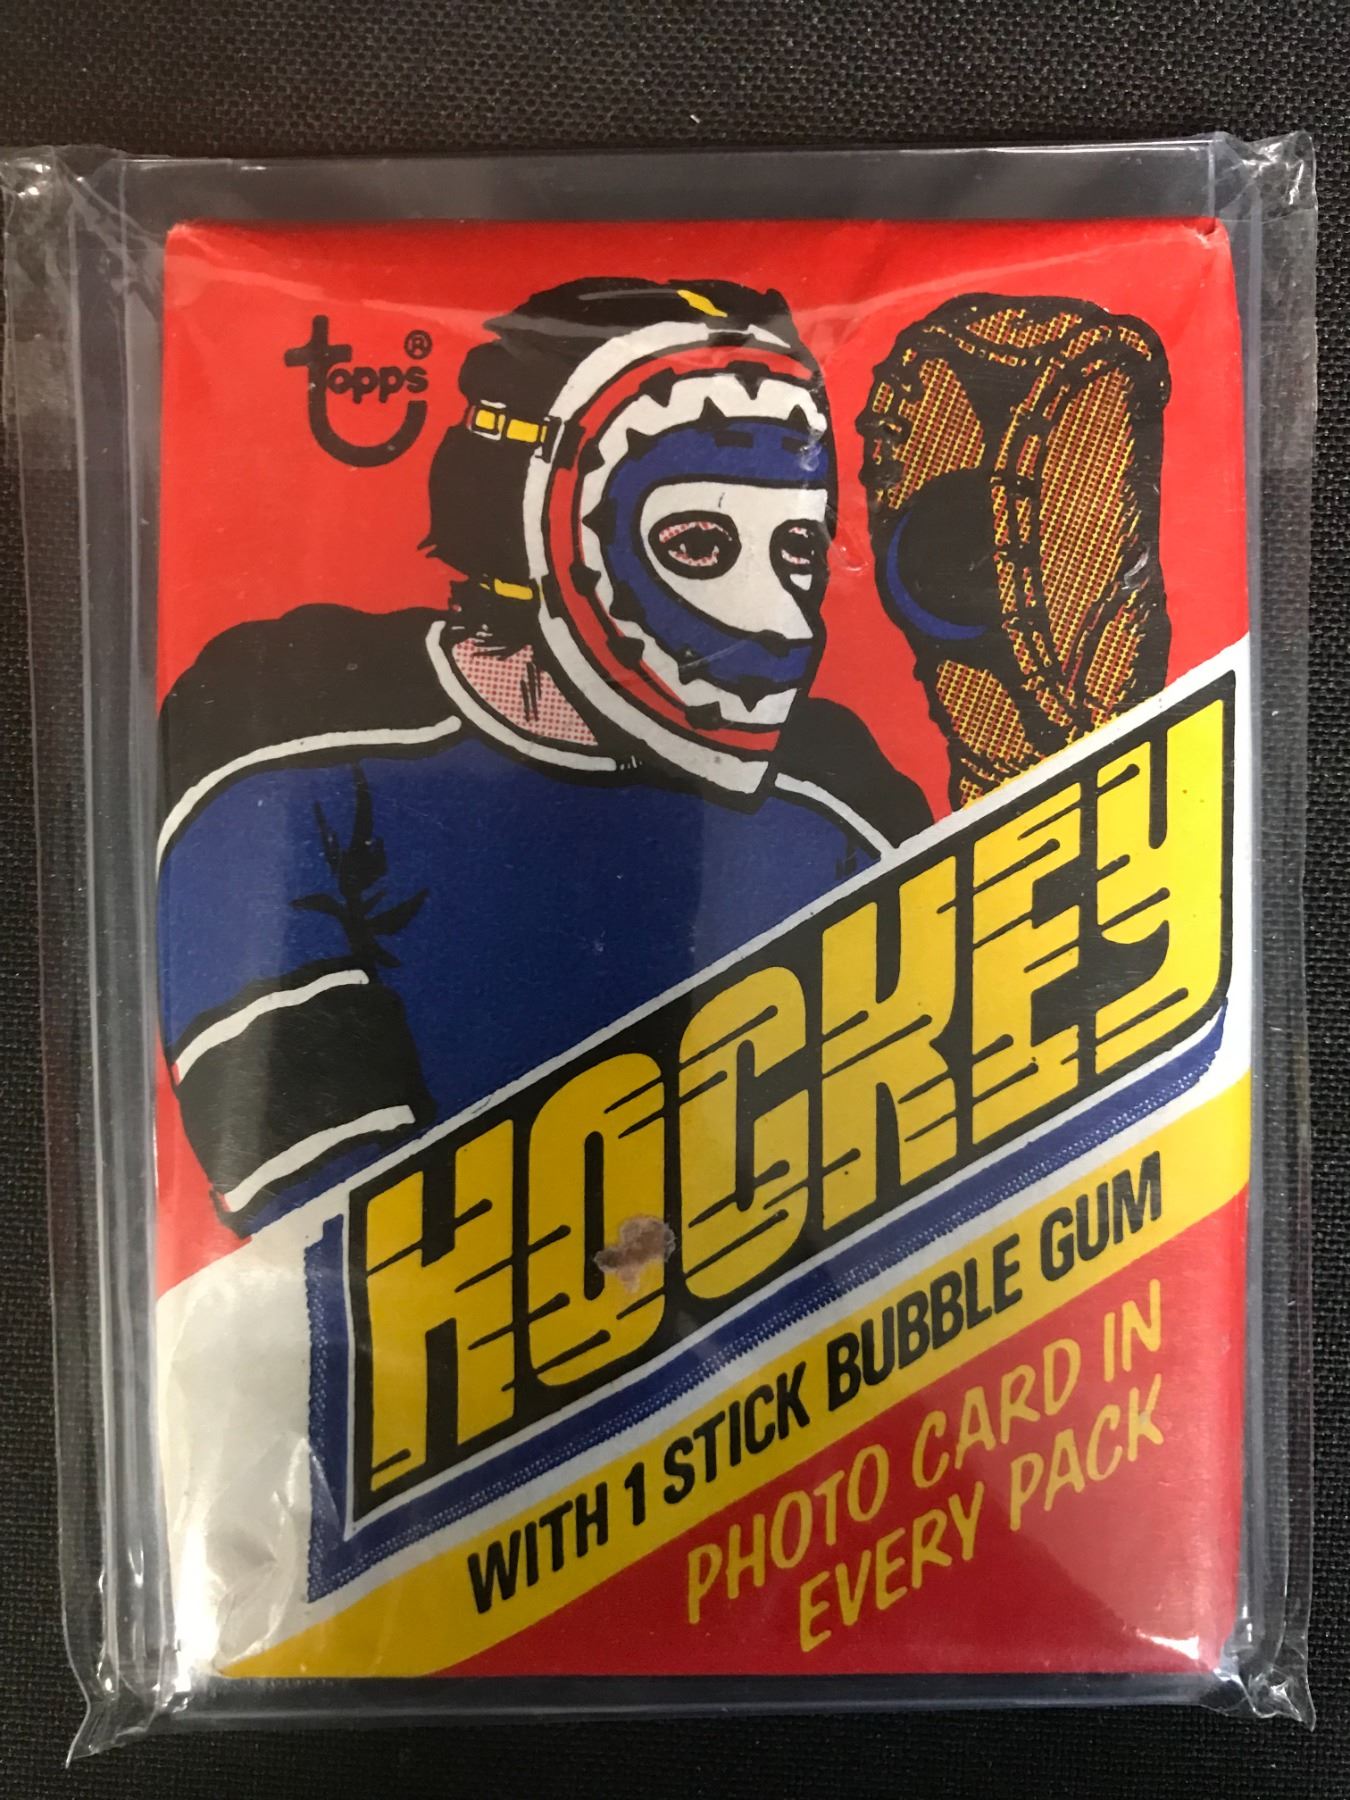 topps®
HOCKEY
WITH 1 STICK BUBBLE GUM
PHOTO CARD IN
EVERY PACK